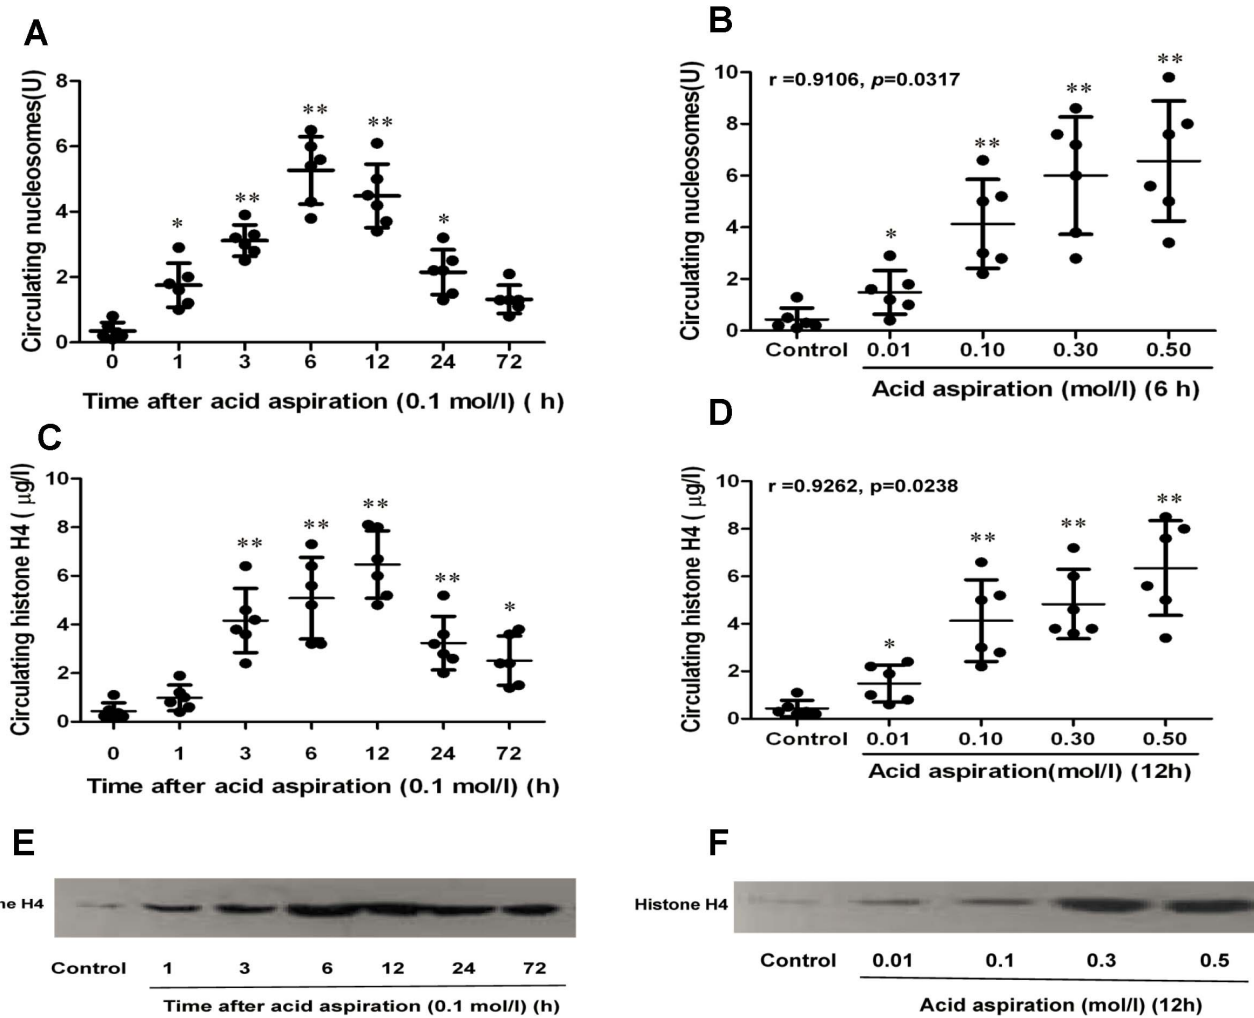 A
Circulating nucleosomes(U)
8
6
4
2
0
*
**
**
**
*
0 1 3 6 12 24 72
Time after acid aspiration (0.1 mol/l) ( h)
B
Circulating nucleosomes(U)
r =0.9106, p=0.0317
10
8
6
4
2
0
*
**
**
**
Control 0.01 0.10 0.30 0.50
Acid aspiration (mol/l) (6 h)
C
Circulating histone H4 ( μg/l)
10
8
6
4
2
0
**
**
**
**
*
0 1 3 6 12 24 72
Time after acid aspiration (0.1 mol/l) (h)
D
Circulating histone H4 ( μg/l)
r =0.9262, p=0.0238
10
8
6
4
2
0
*
**
**
**
Control 0.01 0.10 0.30 0.50
Acid aspiration(mol/l) (12h)
E
ne H4
Control 1 3 6 12 24 72
Time after acid aspiration (0.1 mol/l) (h)
F
Histone H4
Control 0.01 0.1 0.3 0.5
Acid aspiration (mol/l) (12h)